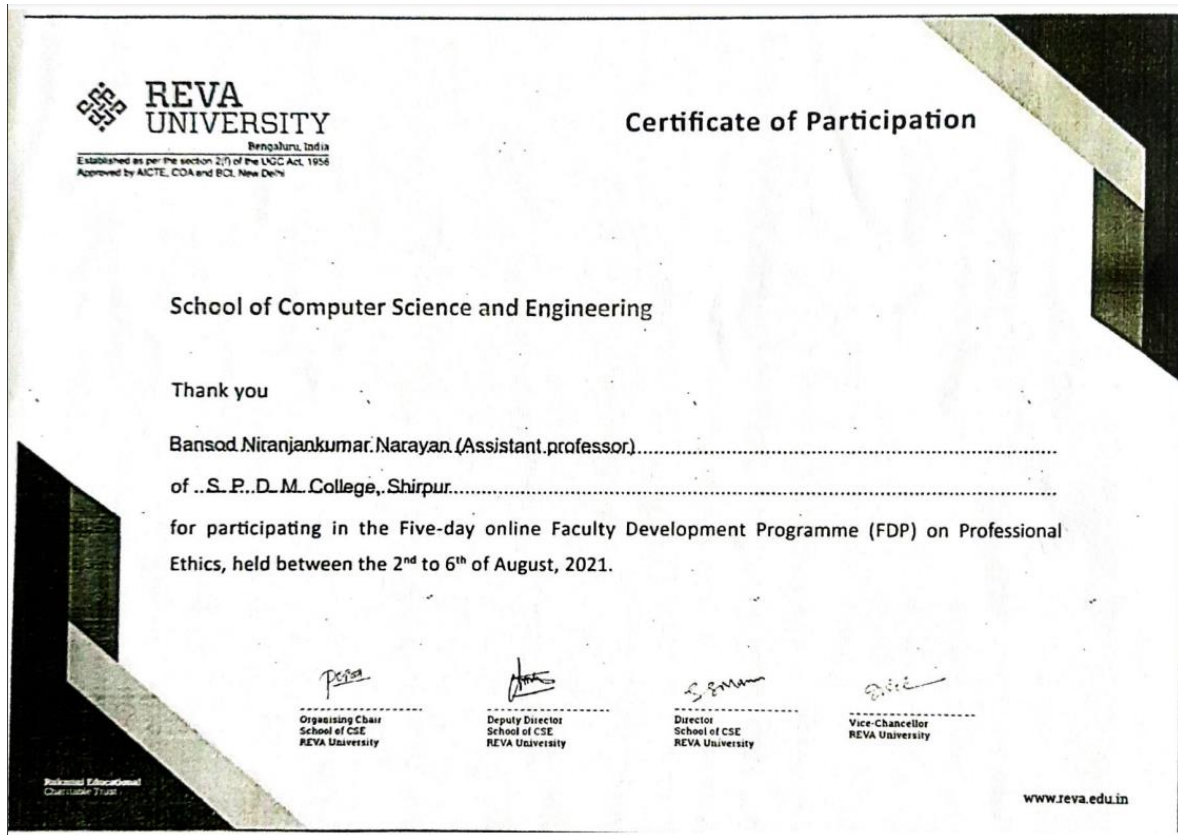 REVA
UNIVERSITY
Bengaluru, India
Established as per the section 2(f) of the UGC Act, 1956
Approved by AICTE, COA and BCI, New Delhi
Certificate of Participation
School of Computer Science and Engineering
Thank you
Bansod Niranjankumar Narayan (Assistant professor)
of S. P. D. M. College, Shirpur
for participating in the Five-day online Faculty Development Programme (FDP) on Professional
Ethics, held between the 2nd to 6th of August, 2021.
Organising Chair
School of CSE
REVA University
Deputy Director
School of CSE
REVA University
Director
School of CSE
REVA University
Vice-Chancellor
REVA University
Rukmini Educational
Charitable Trust
www.reva.edu.in